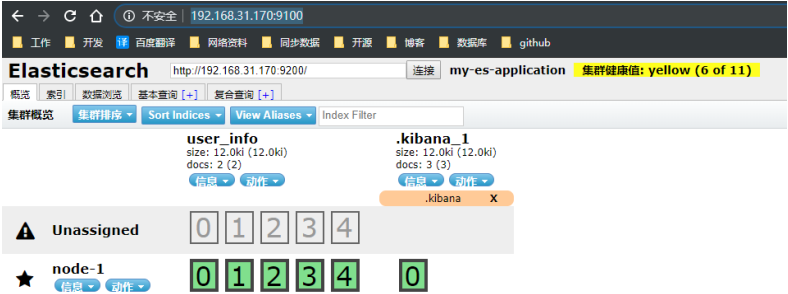 不安全 | 192.168.31.170:9100
工作 开发 译 百度翻译 网络资料 同步数据 开源 博客 数据库 github
Elasticsearch http://192.168.31.170:9200/ 连接 my-es-application 集群健康值: yellow (6 of 11)
概览 索引 数据浏览 基本查询 [+] 复合查询 [+]
集群概览 集群排序 Sort Indices View Aliases Index Filter
user_info .kibana_1
size: 12.0ki (12.0ki) size: 12.0ki (12.0ki)
docs: 2 (2) docs: 3 (3)
信息 动作 信息 动作
.kibana X
Unassigned 0 1 2 3 4
node-1 0 1 2 3 4 0
信息 动作